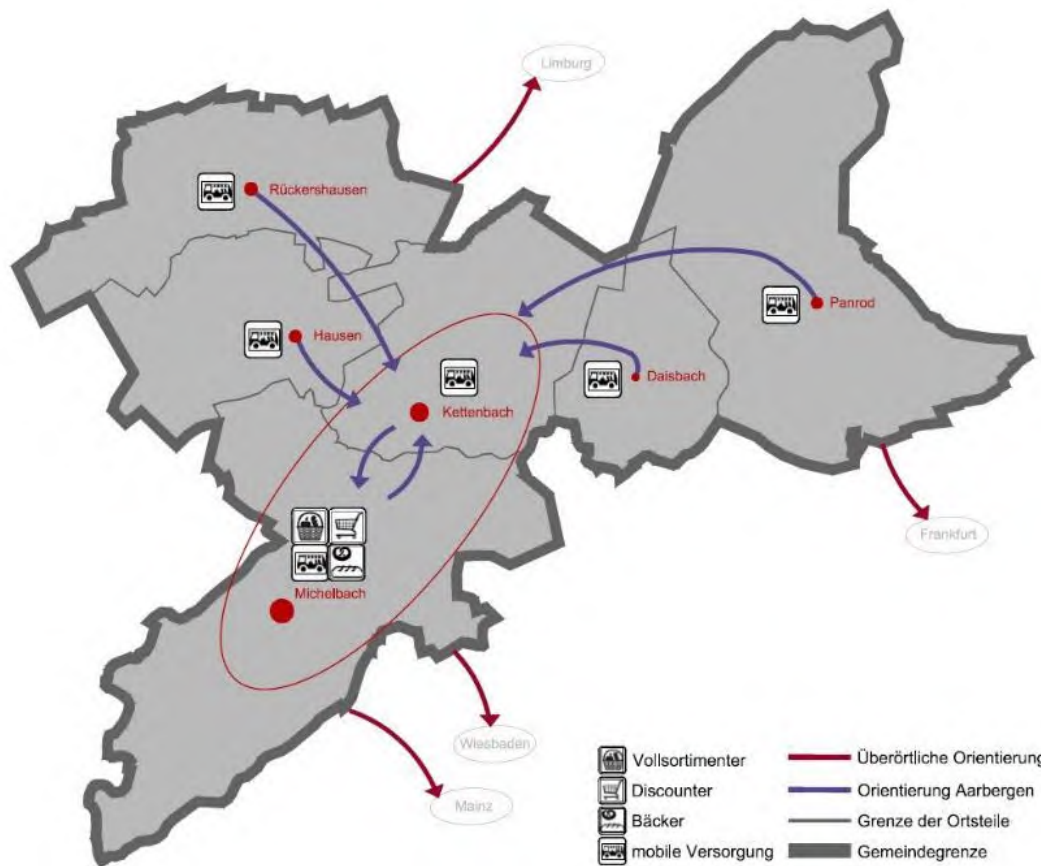 Limburg
Rückershausen
Panrod
Hausen
Daisbach
Kettenbach
Frankfurt
Michelbach
Wiesbaden
Mainz
Vollsortimenter
Discounter
Bäcker
mobile Versorgung
Überörtliche Orientierung
Orientierung Aarbergen
Grenze der Ortsteile
Gemeindegrenze